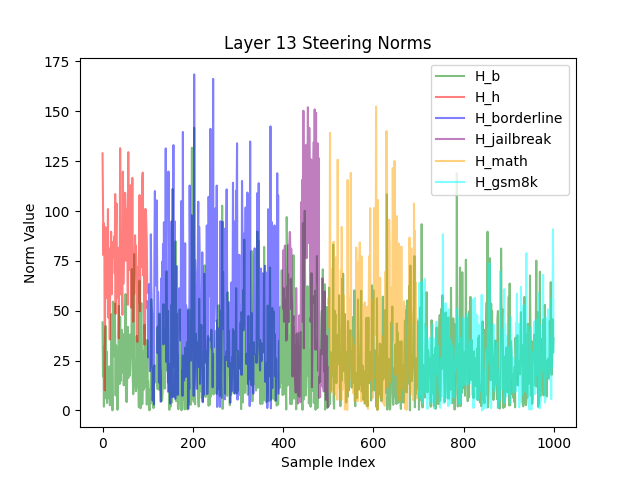 Layer 13 Steering Norms
175
150
125
100
75
50
25
0
Norm Value
0
200
400
600
800
1000
Sample Index
H_b
H_h
H_borderline
H_jailbreak
H_math
H_gsm8k